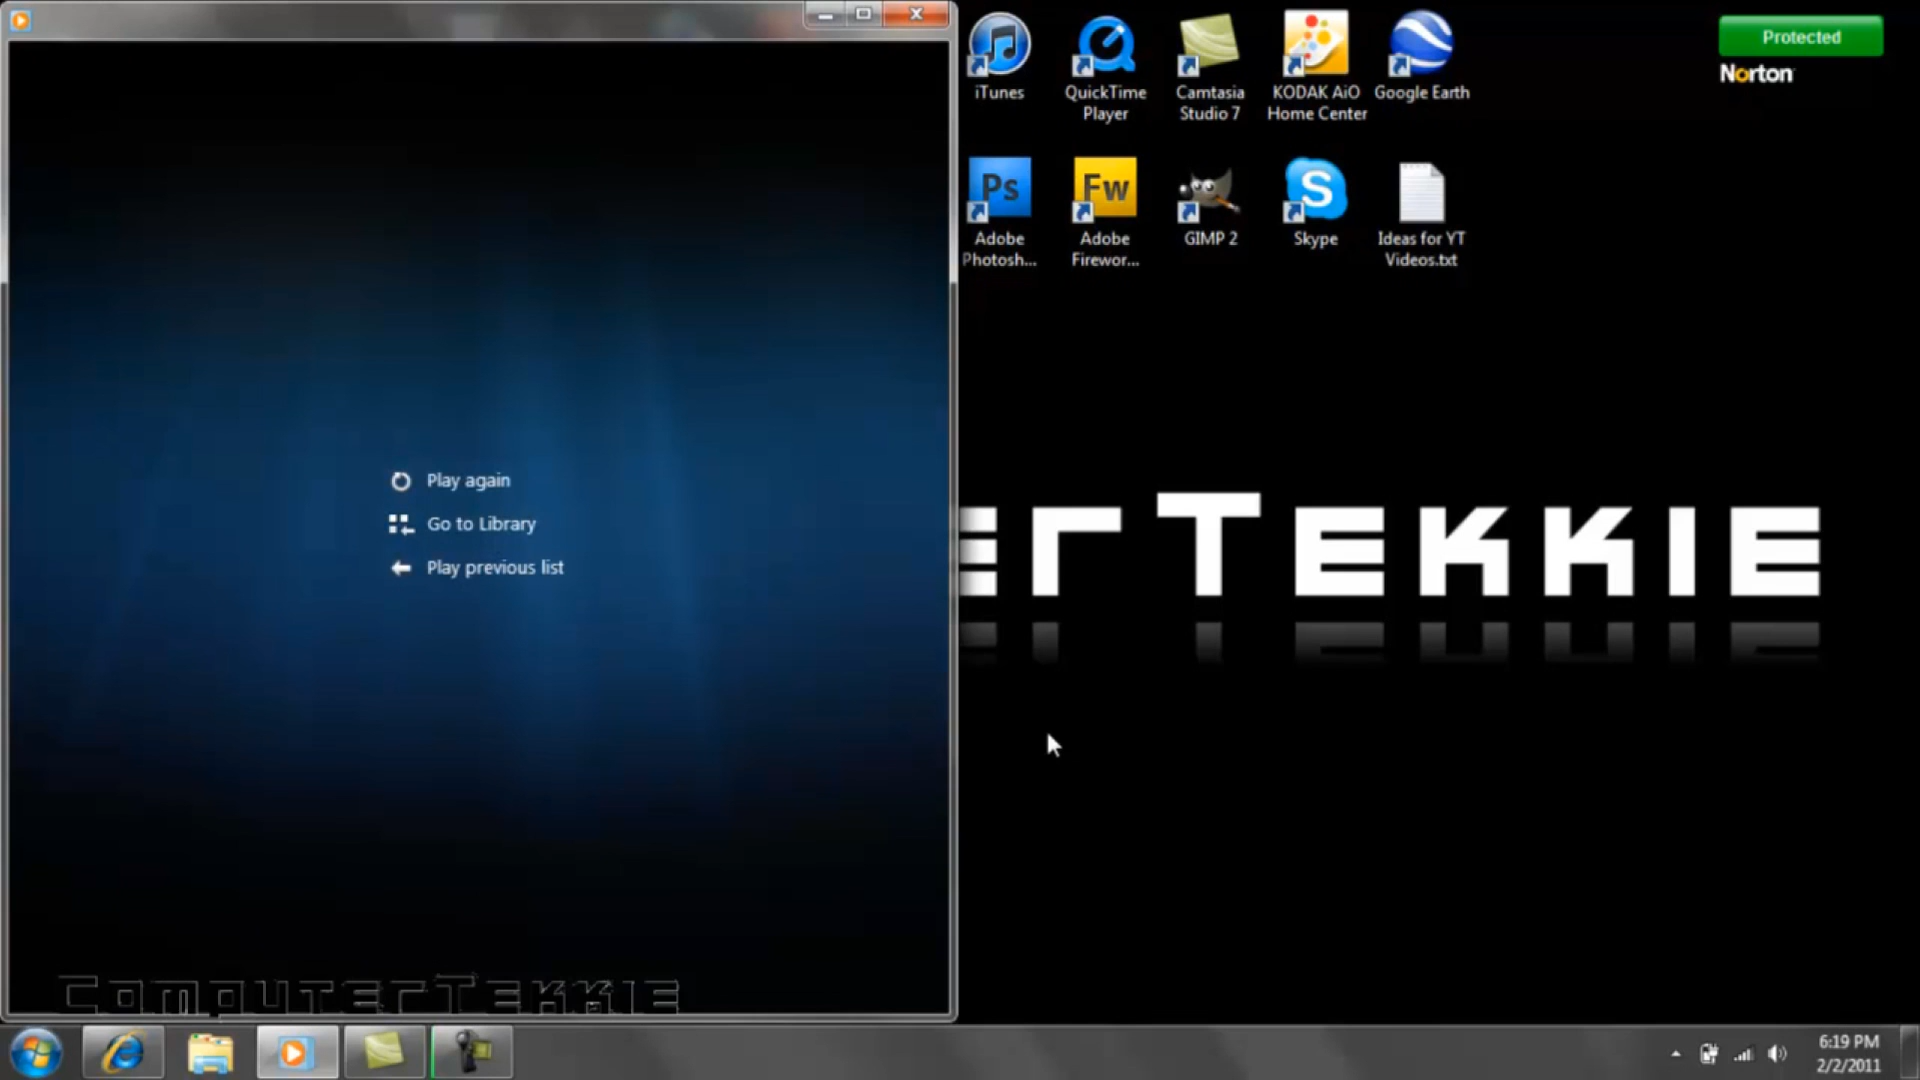 iTunes
QuickTime
Player
Camtasia
Studio 7
KODAK AiO
Home Center
Google Earth
Protected
Norton
Ps
Adobe
Photosh...
Fw
Adobe
Firewor...
GIMP 2
S
Skype
Ideas for YT
Videos.txt
Play again
Go to Library
Play previous list
erTekkie
ComputerTekkie
6:19 PM
2/2/2011